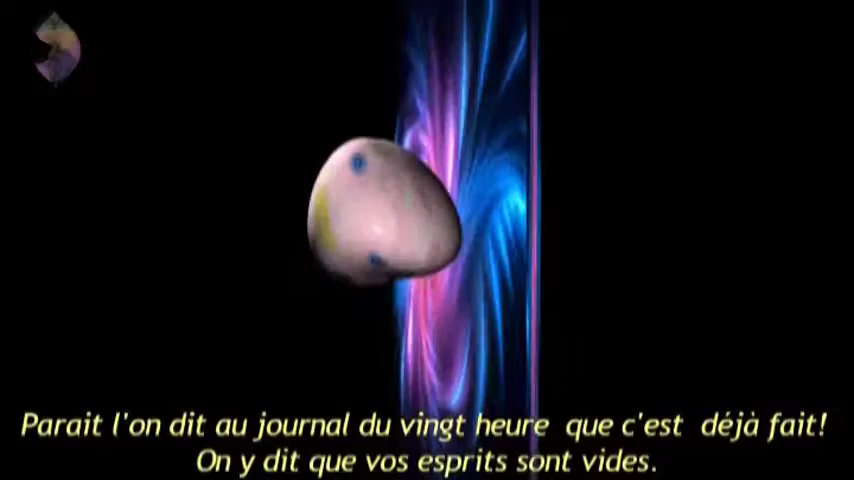 Parait l'on dit au journal du vingt heure que c'est déjà fait!
On y dit que vos esprits sont vides.